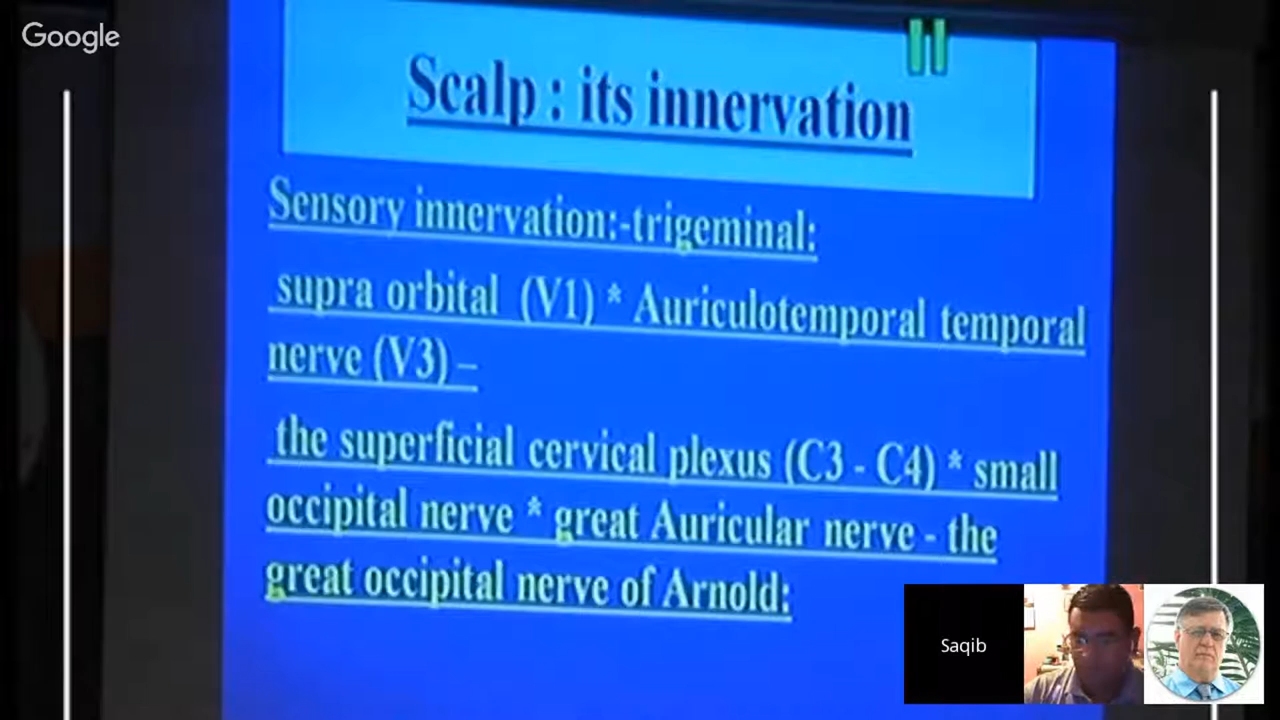 Google
Scalp : its innervation
Sensory innervation:-trigeminal:
supra orbital (V1) * Auriculotemporal temporal
nerve (V3) –
the superficial cervical plexus (C3 - C4) * small
occipital nerve * great Auricular nerve - the
great occipital nerve of Arnold:
Saqib